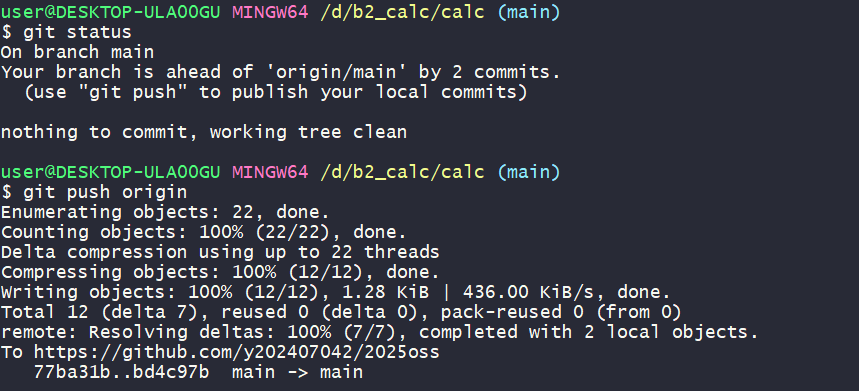 user@DESKTOP-ULA00GU MINGW64 /d/b2_calc/calc (main)
$ git status
On branch main
Your branch is ahead of 'origin/main' by 2 commits.
  (use "git push" to publish your local commits)

nothing to commit, working tree clean

user@DESKTOP-ULA00GU MINGW64 /d/b2_calc/calc (main)
$ git push origin
Enumerating objects: 22, done.
Counting objects: 100% (22/22), done.
Delta compression using up to 22 threads
Compressing objects: 100% (12/12), done.
Writing objects: 100% (12/12), 1.28 KiB | 436.00 KiB/s, done.
Total 12 (delta 7), reused 0 (delta 0), pack-reused 0 (from 0)
remote: Resolving deltas: 100% (7/7), completed with 2 local objects.
To https://github.com/y202407042/2025oss
   77ba31b..bd4c97b  main -> main